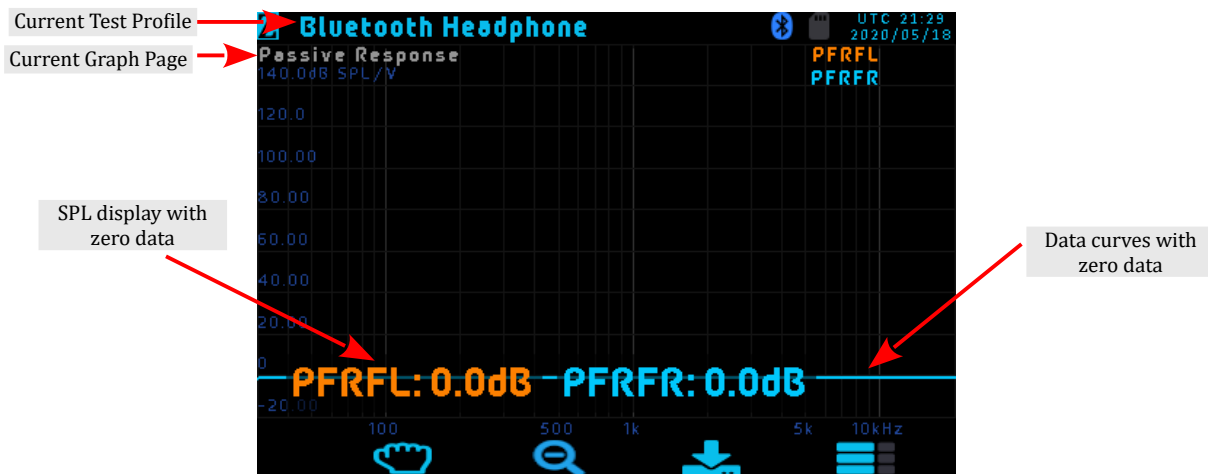 Current Test Profile
2 Bluetooth Headphone
UTC 21:29
2020/05/18
Current Graph Page
Passive Response
PFRFL
140.0dB SPL/V
PFRFR
120.0
100.00
80.00
SPL display with
zero data
60.00
Data curves with
zero data
40.00
20.00
0
PFRFL: 0.0dB
PFRFR: 0.0dB
-20.00
100
500
1k
5k
10kHz